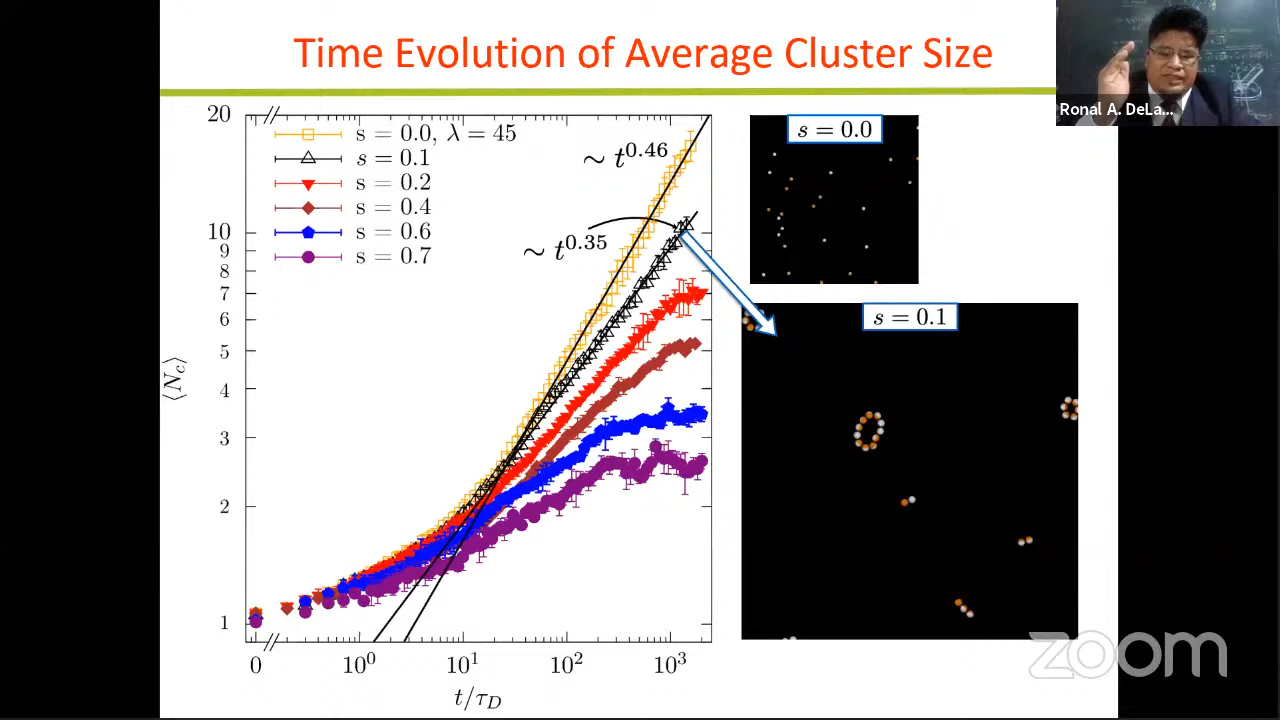 Time Evolution of Average Cluster Size
Ronal A. DeLa...
20
10
9
8
7
6
5
4
3
2
1
⟨N_c⟩
s = 0.0, λ = 45
s = 0.1
s = 0.2
s = 0.4
s = 0.6
s = 0.7
∼ t^0.46
∼ t^0.35
0 10^0 10^1 10^2 10^3
t/τ_D
s = 0.0
s = 0.1
zoom